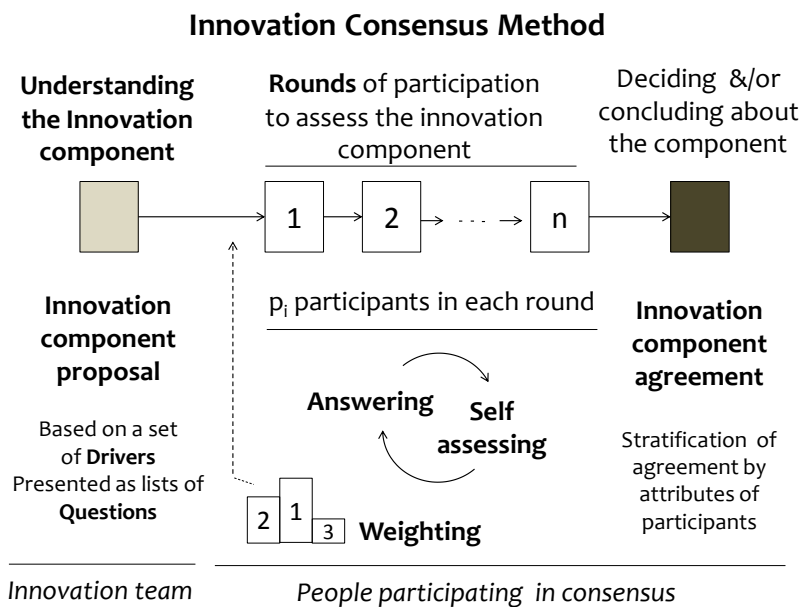 Innovation Consensus Method
Understanding
the Innovation
component
Rounds of participation
to assess the innovation
component
Deciding &/or
concluding about
the component
1
2
n
Innovation
component
proposal
Based on a set
of Drivers
Presented as lists of
Questions
pᵢ participants in each round
Answering
Self
assessing
2
1
3
Weighting
Innovation
component
agreement
Stratification of
agreement by
attributes of
participants
Innovation team
People participating in consensus